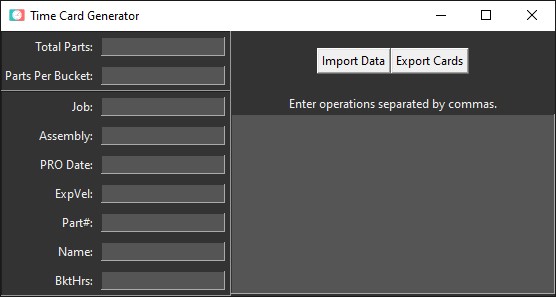 Time Card Generator
Total Parts:
Parts Per Bucket:
Job:
Assembly:
PRO Date:
ExpVel:
Part#:
Name:
BktHrs:
Import Data Export Cards
Enter operations separated by commas.